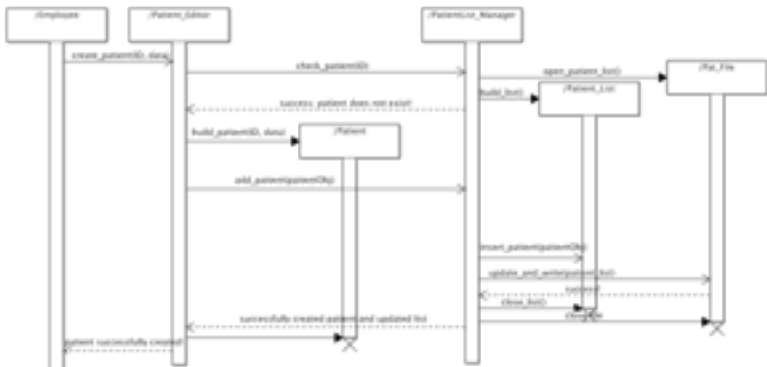 /Employee
/Patient_Editor
/PatientList_Manager
create_patient(ID, data)
check_patient(ID)
open_patient_list()
/Pat_File
build_list()
/Patient_List
success, patient does not exist!
build_patient(ID, data)
/Patient
add_patient(patientObj)
insert_patient(patientObj)
update_and_write(patient_list)
success!
close_list()
successfully created patient and updated list
patient successfully created!